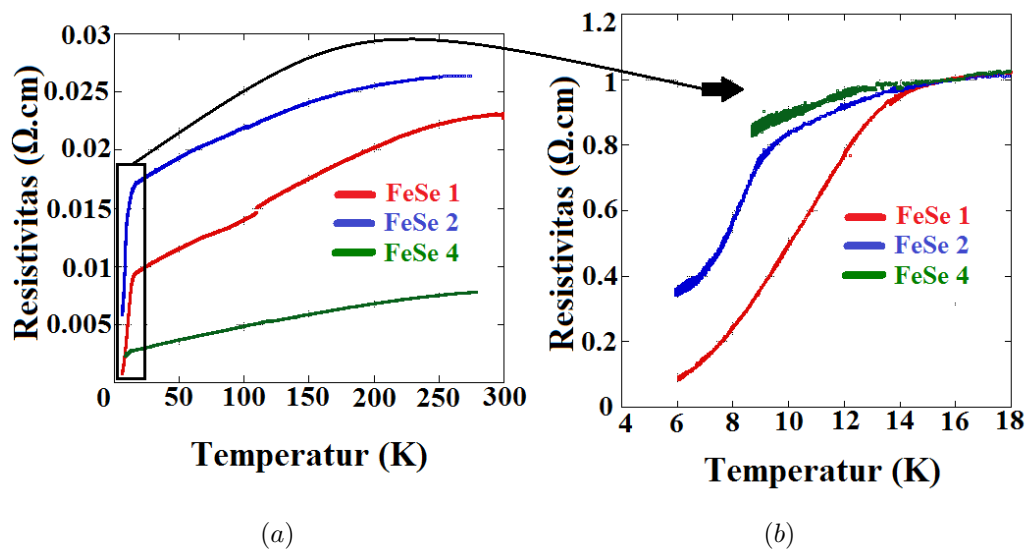 0.03
0.025
0.02
0.015
0.01
0.005
0
50
100
150
200
250
300
Resistivitas (Ω.cm)
Temperatur (K)
FeSe 1
FeSe 2
FeSe 4
(a)
1.2
1
0.8
0.6
0.4
0.2
0
4
6
8
10
12
14
16
18
Resistivitas (Ω.cm)
Temperatur (K)
FeSe 1
FeSe 2
FeSe 4
(b)